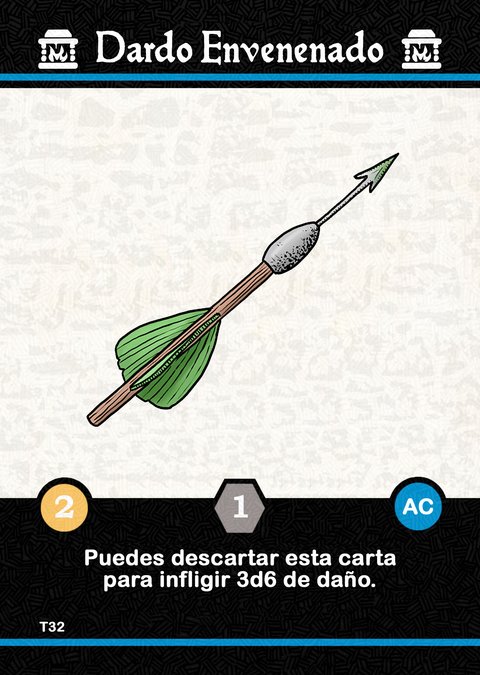 M Dardo Envenenado M
2 1 AC
Puedes descartar esta carta
para infligir 3d6 de daño.
T32